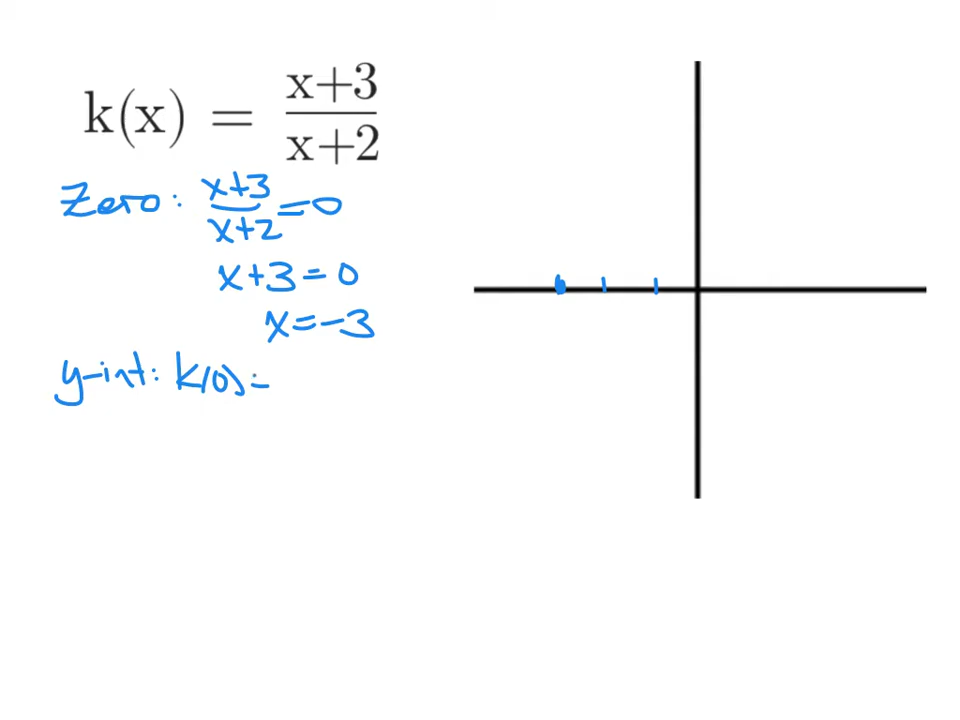 k(x) = x+3/x+2
Zero: x+3/x+2=0
x+3=0
x=-3
y-int: k(0)=